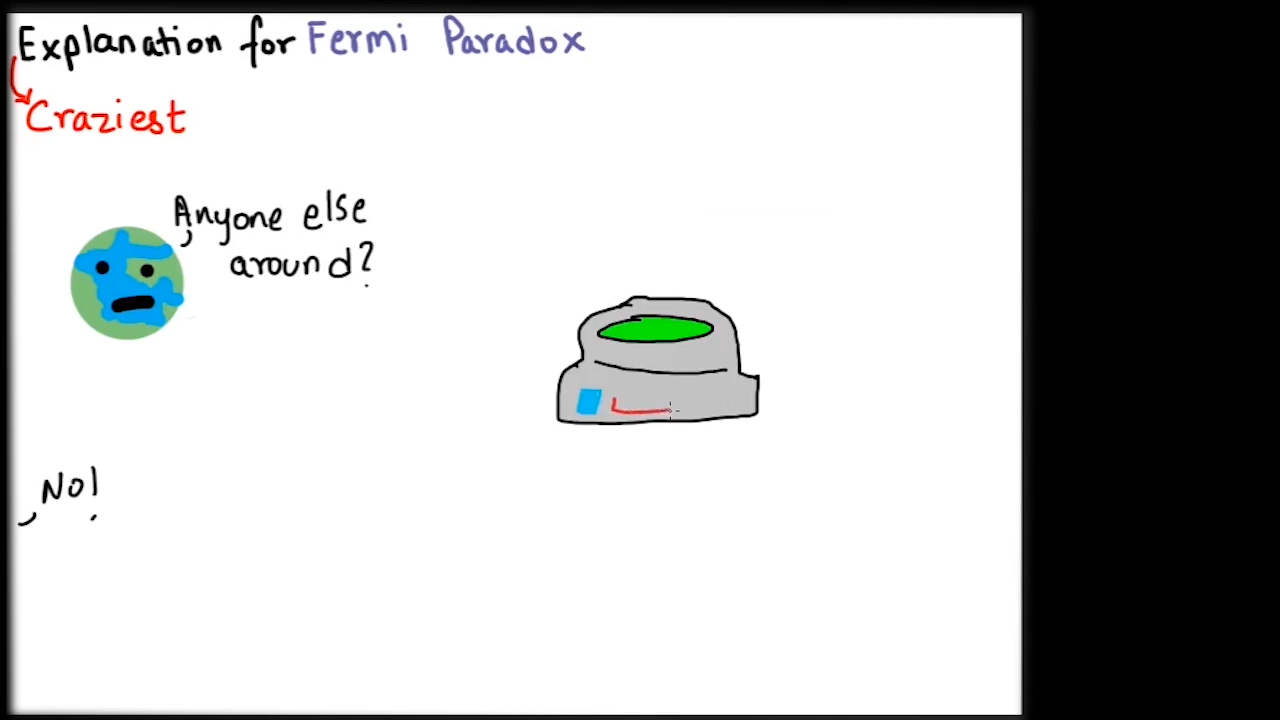 Explanation for Fermi Paradox
Craziest
Anyone else
around?
No!